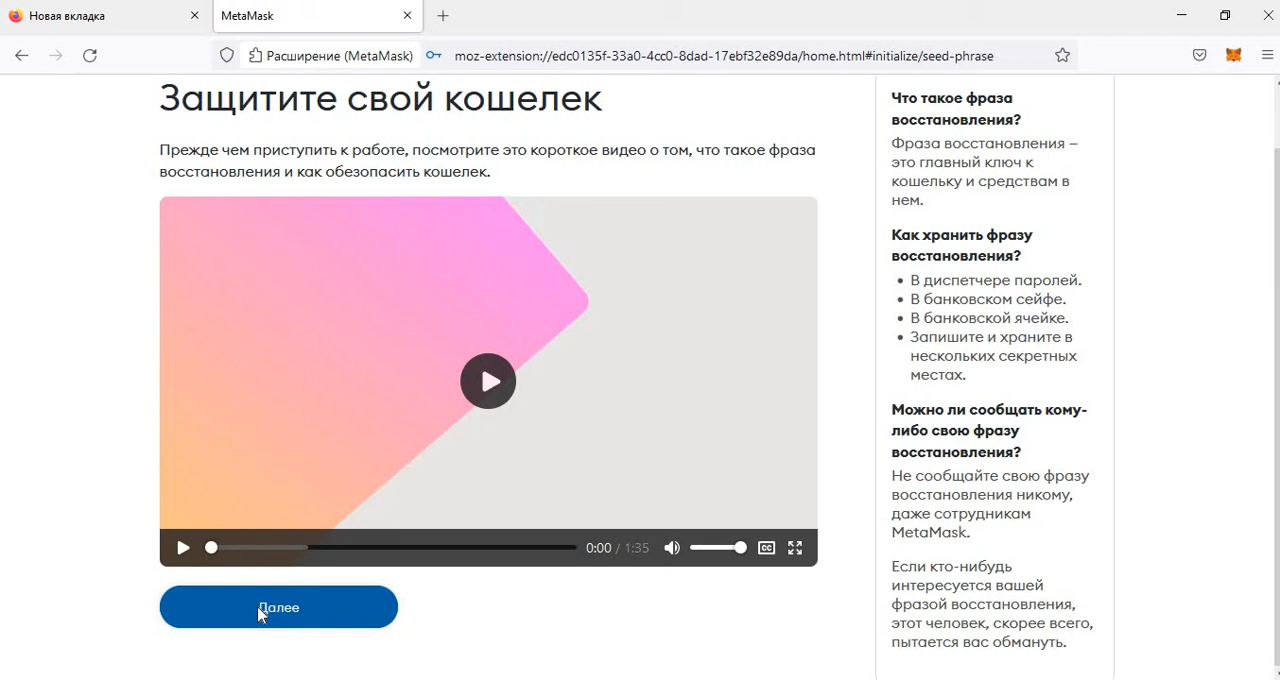 Новая вкладка
MetaMask
Расширение (MetaMask)
moz-extension://edc0135f-33a0-4cc0-8dad-17ebf32e89da/home.html#initialize/seed-phrase
Защитите свой кошелек
Прежде чем приступить к работе, посмотрите это короткое видео о том, что такое фраза
восстановления и как обезопасить кошелек.
0:00 / 1:35
CC
Далее
Что такое фраза
восстановления?
Фраза восстановления –
это главный ключ к
кошельку и средствам в
нем.
Как хранить фразу
восстановления?
• В диспетчере паролей.
• В банковском сейфе.
• В банковской ячейке.
• Запишите и храните в
нескольких секретных
местах.
Можно ли сообщать кому-
либо свою фразу
восстановления?
Не сообщайте свою фразу
восстановления никому,
даже сотрудникам
MetaMask.
Если кто-нибудь
интересуется вашей
фразой восстановления,
этот человек, скорее всего,
пытается вас обмануть.